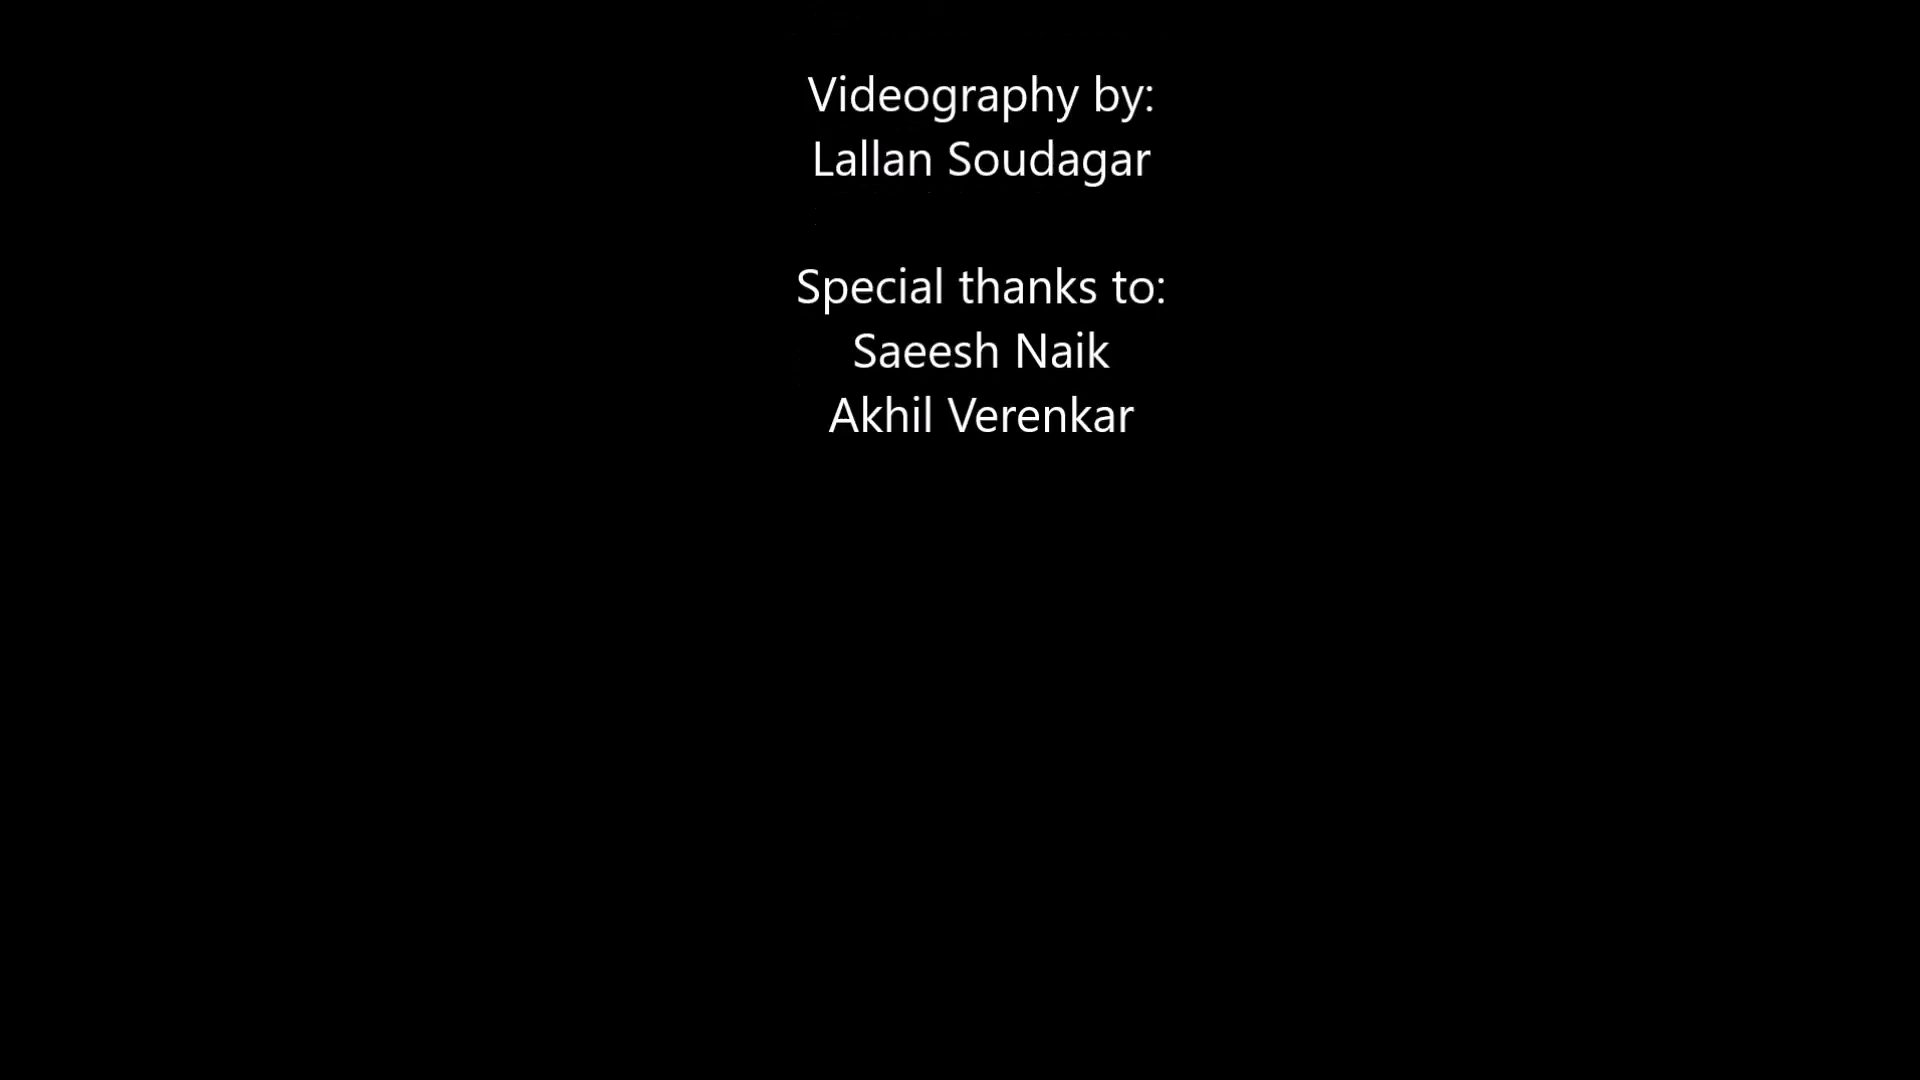 Videography by:
Lallan Soudagar
Special thanks to:
Saeesh Naik
Akhil Verenkar